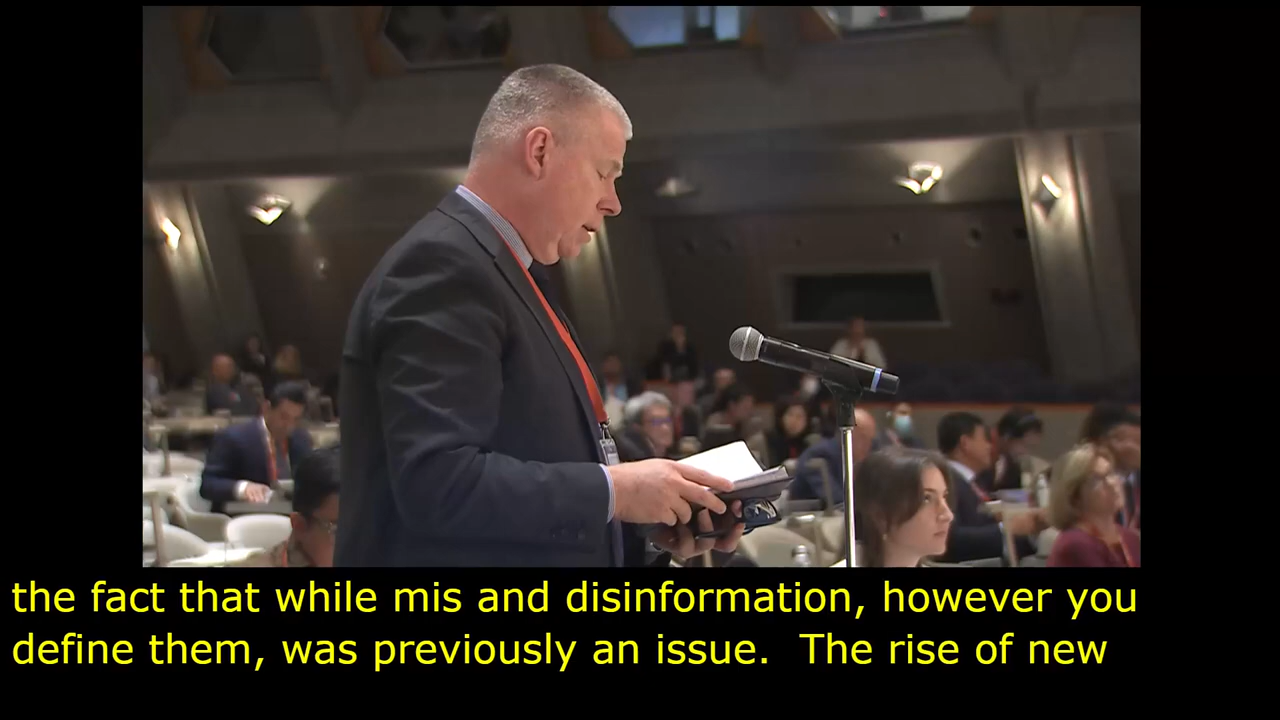 the fact that while mis and disinformation, however you
define them, was previously an issue.  The rise of new